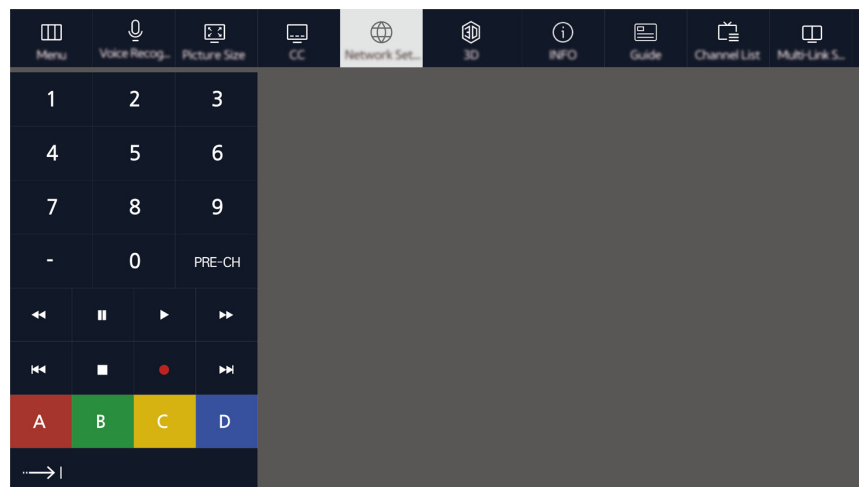 Menu Voice Recog... Picture Size CC Network Set... 3D INFO Guide Channel List Multi-Link S...
1 2 3
4 5 6
7 8 9
- 0 PRE-CH
A B C D